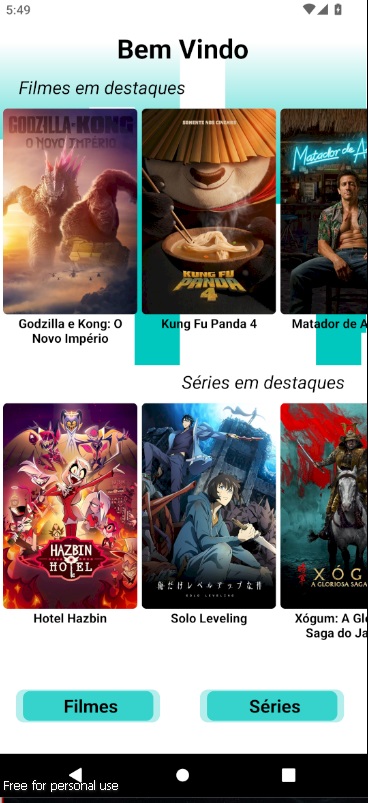 5:49
Bem Vindo
Filmes em destaques
GODZILLA KONG
O NOVO IMPÉRIO
SOMENTE NOS CINEMAS
KUNG FU
PANDA
4
Matador de A
Godzilla e Kong: O
Novo Império
Kung Fu Panda 4
Matador de A
Séries em destaques
HAZBIN
HOTEL
俺だけレベルアップな件
SOLO LEVELING
XÓG
A GLORIOSA SAGA
Hotel Hazbin
Solo Leveling
Xógum: A Glo
Saga do Ja
Filmes
Séries
Free for personal use